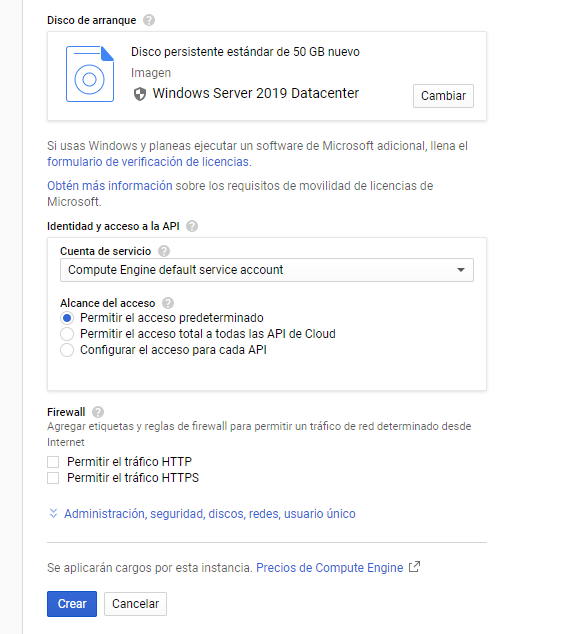 Disco de arranque
Disco persistente estándar de 50 GB nuevo
Imagen
Windows Server 2019 Datacenter
Cambiar
Si usas Windows y planeas ejecutar un software de Microsoft adicional, llena el
formulario de verificación de licencias.
Obtén más información sobre los requisitos de movilidad de licencias de
Microsoft.
Identidad y acceso a la API
Cuenta de servicio
Compute Engine default service account
Alcance del acceso
Permitir el acceso predeterminado
Permitir el acceso total a todas las API de Cloud
Configurar el acceso para cada API
Firewall
Agregar etiquetas y reglas de firewall para permitir un tráfico de red determinado desde
Internet
Permitir el tráfico HTTP
Permitir el tráfico HTTPS
Administración, seguridad, discos, redes, usuario único
Se aplicarán cargos por esta instancia. Precios de Compute Engine
Crear Cancelar